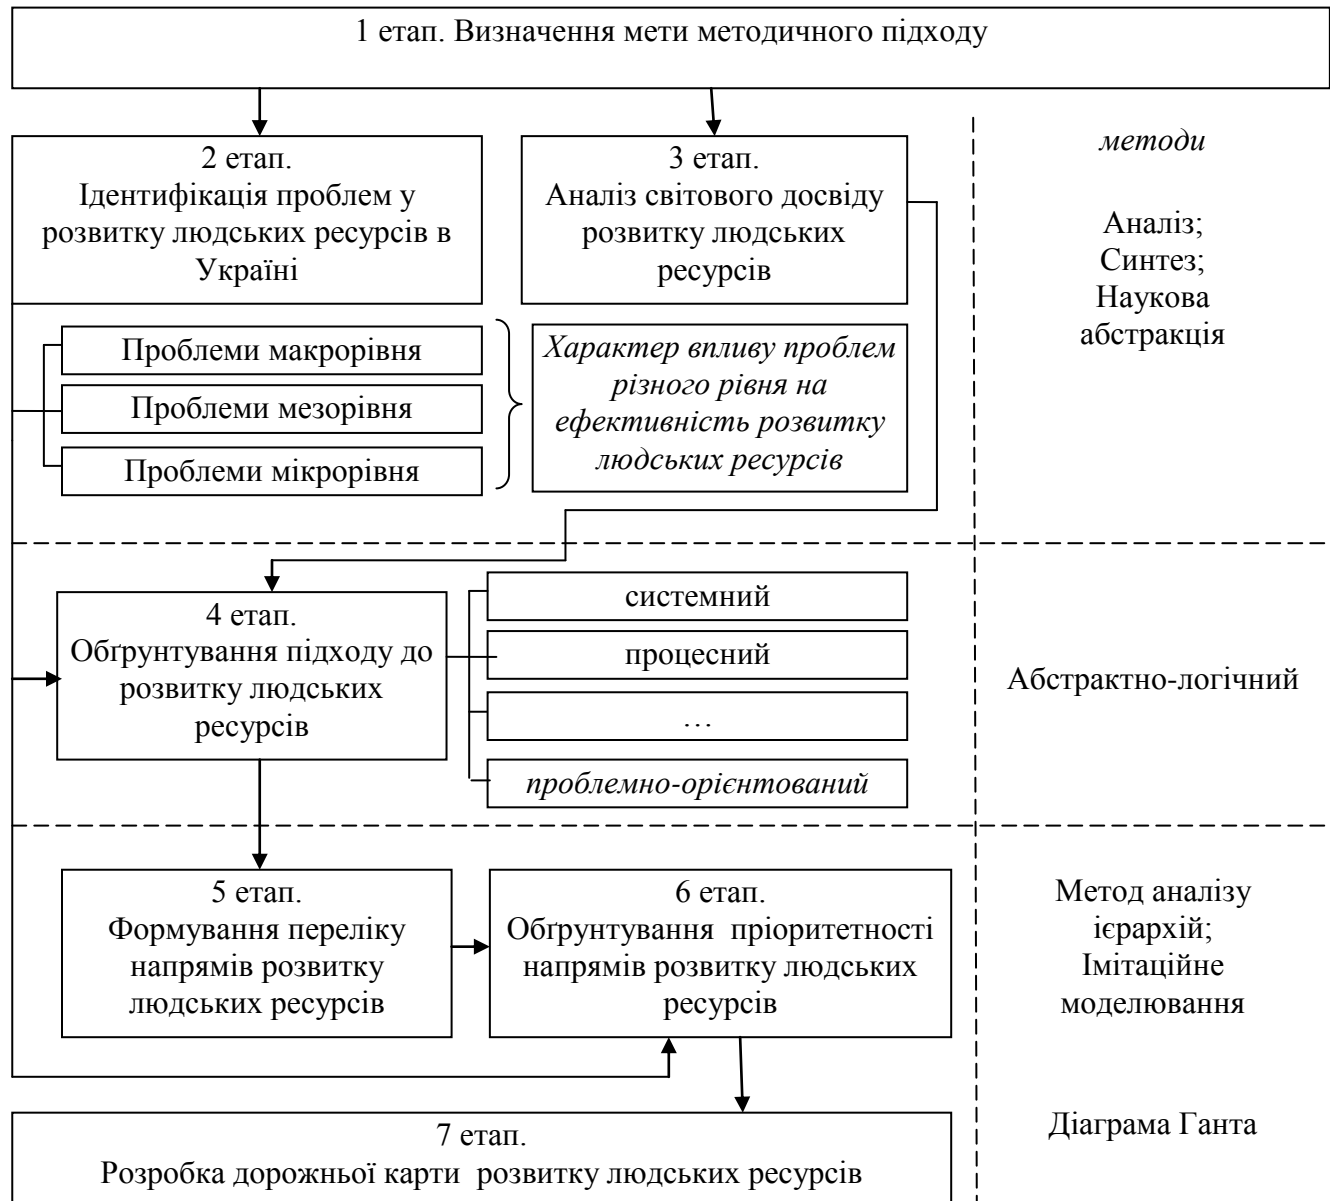 1 етап. Визначення мети методичного підходу
2 етап.
Ідентифікація проблем у
розвитку людських ресурсів в
Україні
3 етап.
Аналіз світового досвіду
розвитку людських
ресурсів
методи
Аналіз;
Синтез;
Наукова
абстракція
Проблеми макрорівня
Проблеми мезорівня
Проблеми мікрорівня
Характер впливу проблем
різного рівня на
ефективність розвитку
людських ресурсів
4 етап.
Обґрунтування підходу до
розвитку людських
ресурсів
системний
процесний
…
проблемно-орієнтований
Абстрактно-логічний
5 етап.
Формування переліку
напрямів розвитку
людських ресурсів
6 етап.
Обґрунтування  пріоритетності
напрямів розвитку людських
ресурсів
Метод аналізу
ієрархій;
Імітаційне
моделювання
7 етап.
Розробка дорожньої карти  розвитку людських ресурсів
Діаграма Ганта